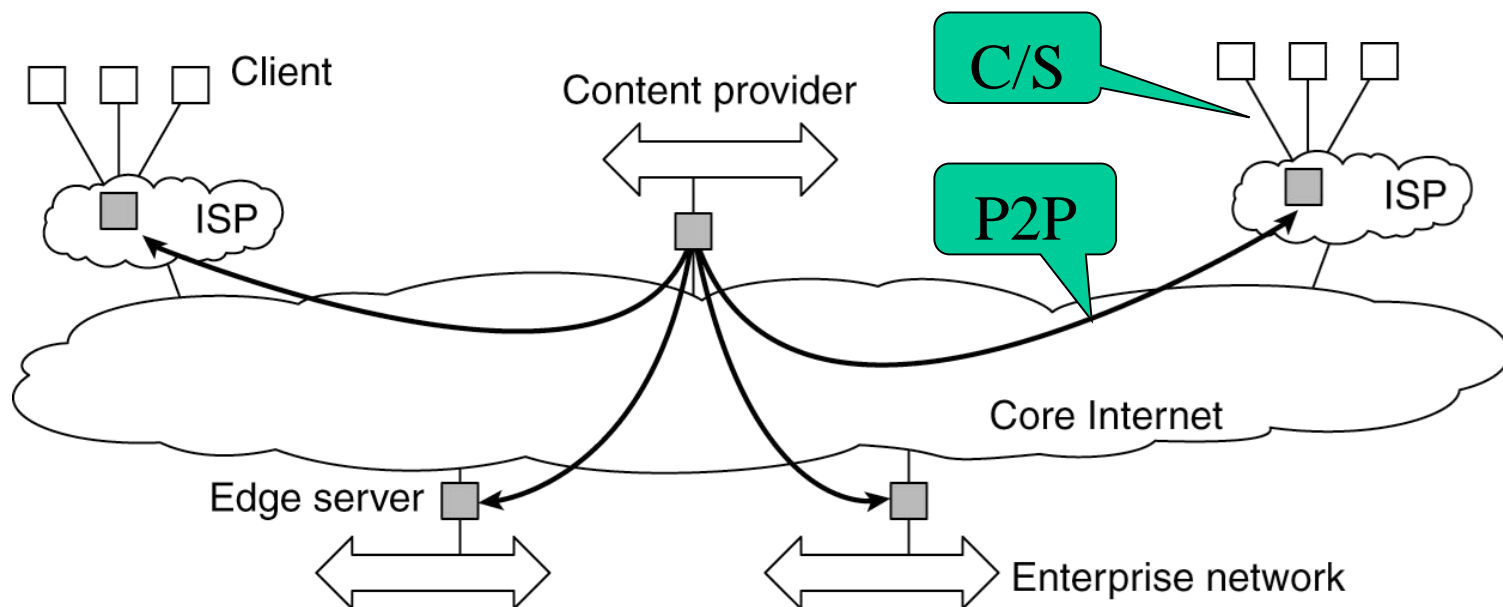 Client
Content provider
C/S
ISP
P2P
ISP
Core Internet
Edge server
Enterprise network